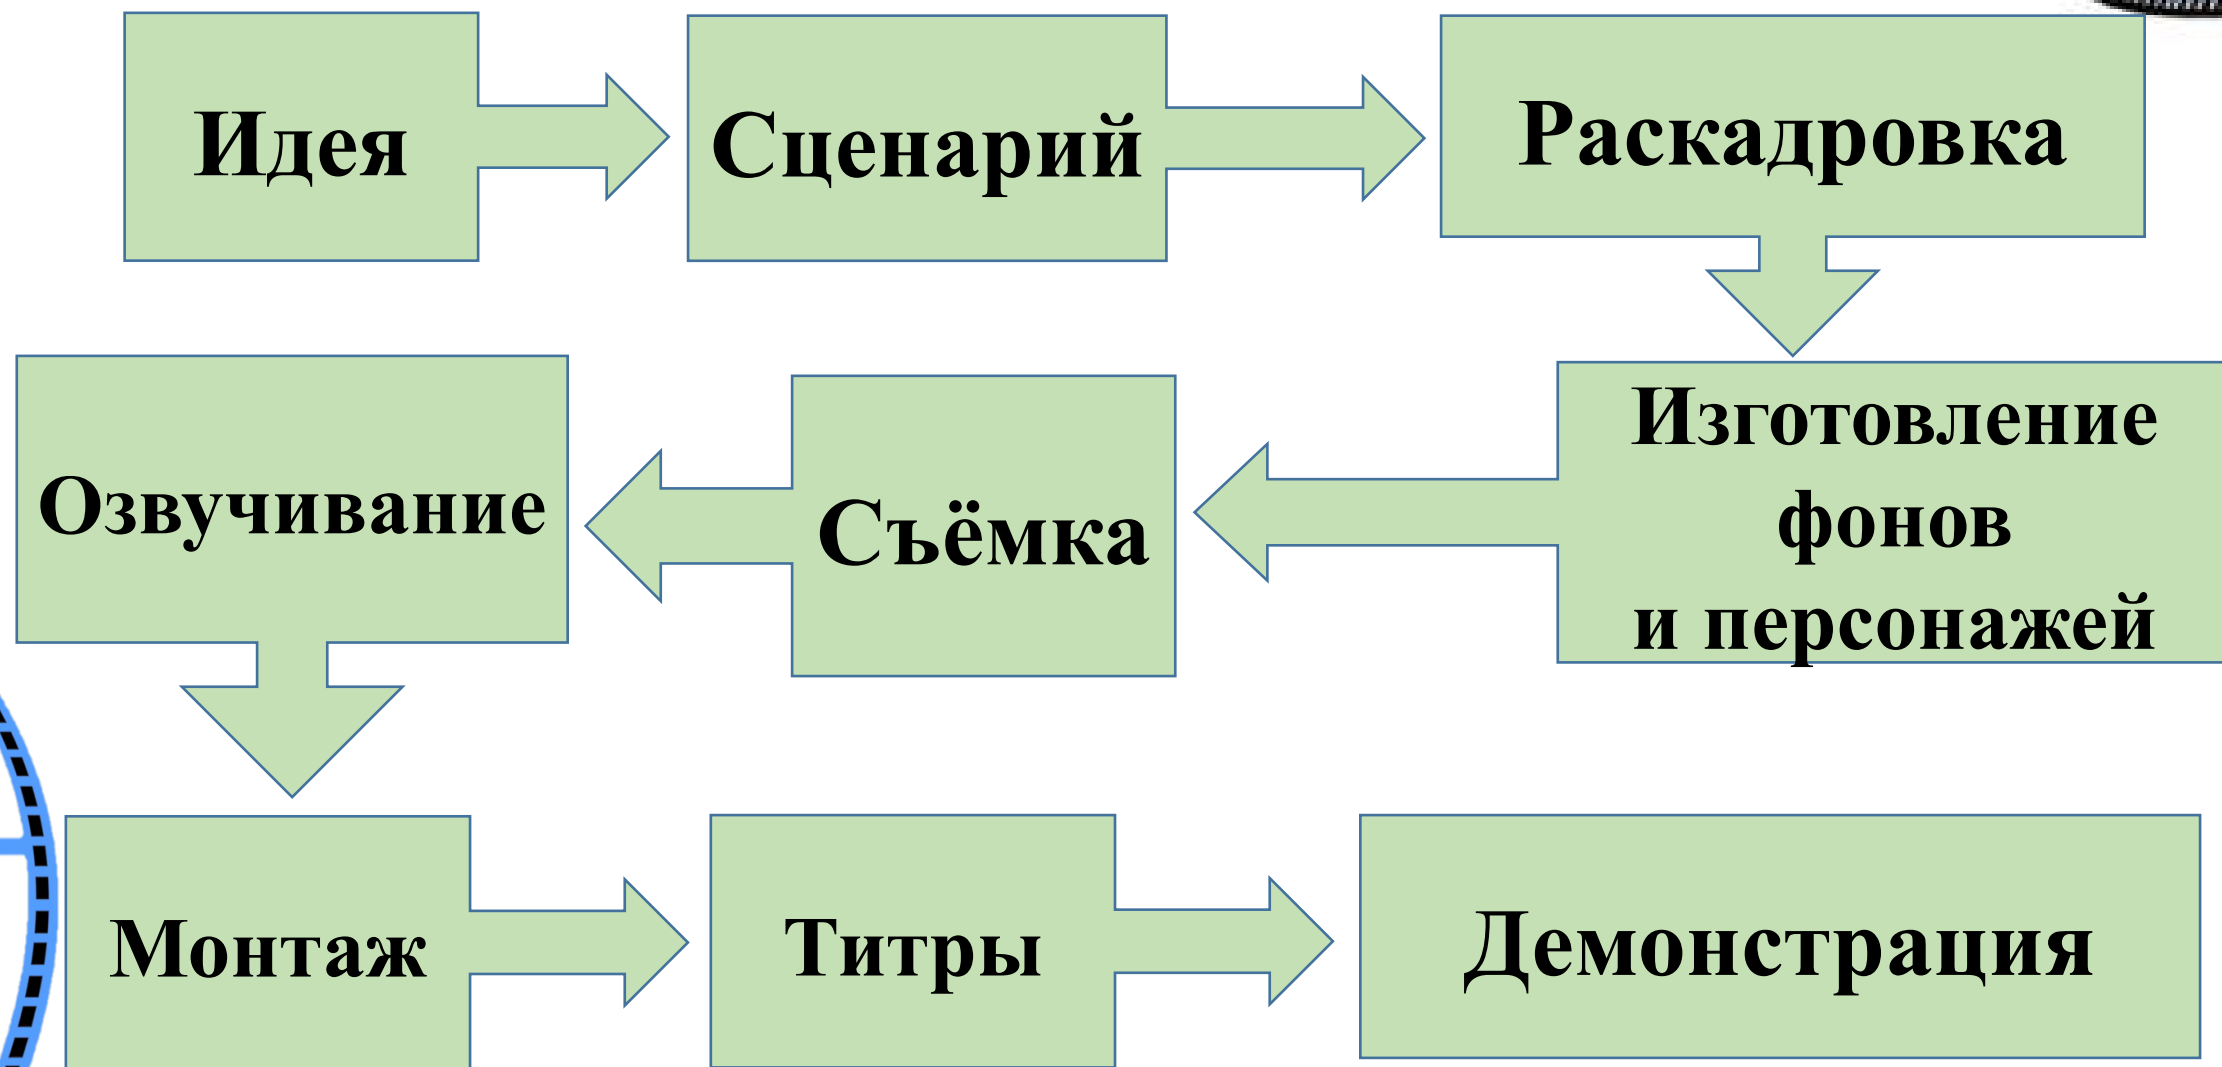 Идея
Сценарий
Раскадровка
Изготовление
фонов
и персонажей
Съёмка
Озвучивание
Монтаж
Титры
Демонстрация